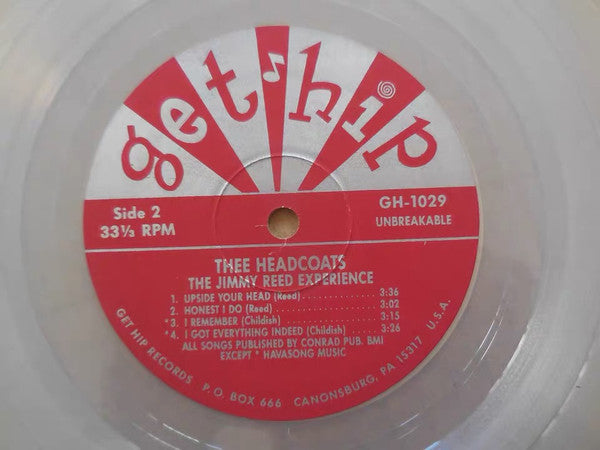 get hip
Side 2
33⅓ RPM
GH-1029
UNBREAKABLE
THEE HEADCOATS
THE JIMMY REED EXPERIENCE
1. UPSIDE YOUR HEAD (Reed) . . . . . . . . . . . . . . . . . 3:36
2. HONEST I DO (Reed) . . . . . . . . . . . . . . . . . . . . . . 3:02
*3. I REMEMBER (Childish) . . . . . . . . . . . . . . . . . . . 3:15
*4. I GOT EVERYTHING INDEED (Childish) . . . . . . . 3:26
ALL SONGS PUBLISHED BY CONRAD PUB. BMI
EXCEPT * HAVASONG MUSIC
GET HIP RECORDS P.O. BOX 666 CANONSBURG, PA 15317 U.S.A.